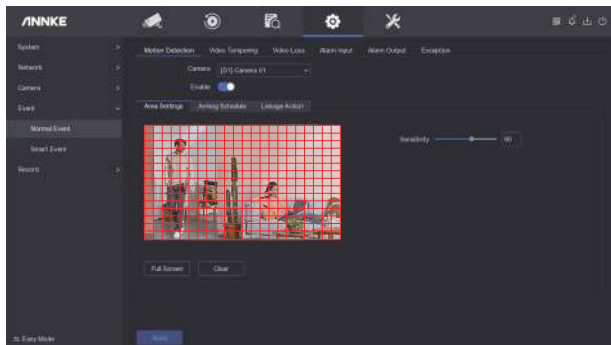 ANNKE
System
Motion Detection Video Tampering Video Loss Alarm Input Alarm Output Exception
Network
Camera [D1] Camera 01
Camera
Enable
Event
Area Settings Arming Schedule Linkage Action
Normal Event
Sensitivity 60
Smart Event
Record
Full Screen Clear
Easy Mode
Apply